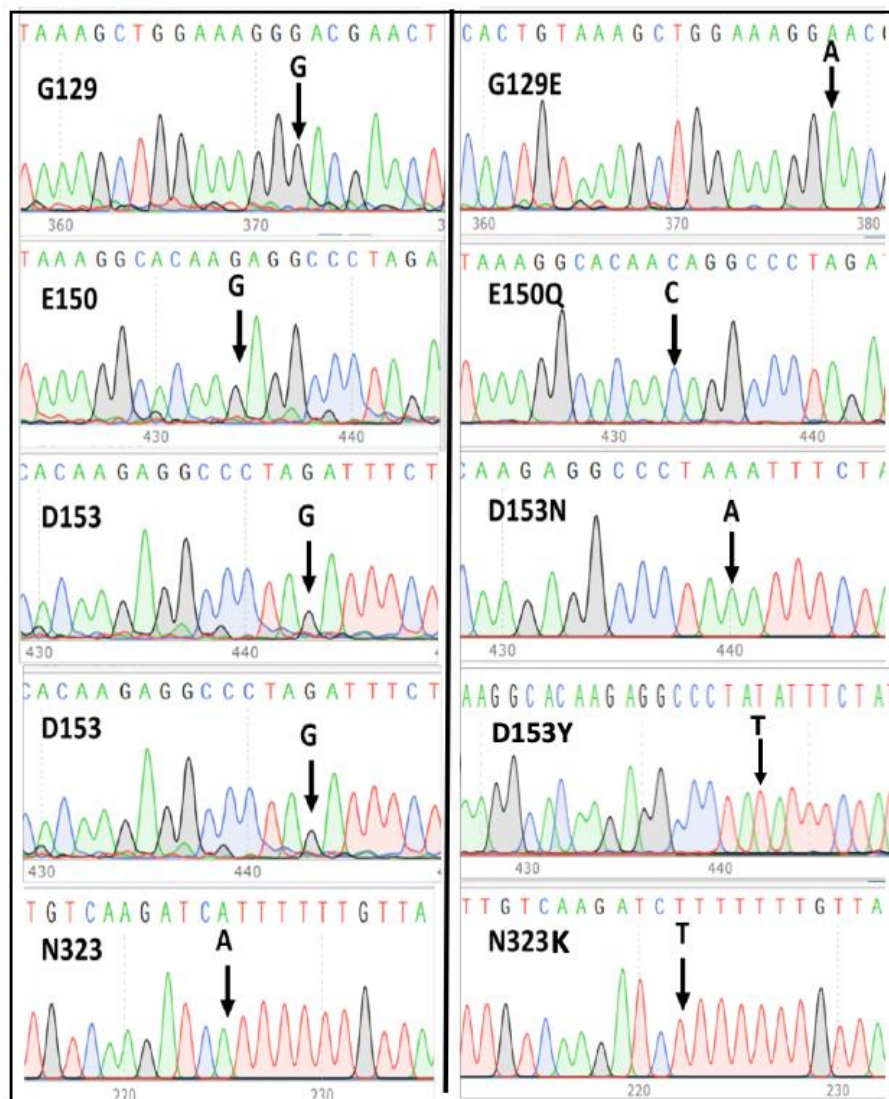 TAAAGCTGGAAAGGGACGAACT
G
G129
360 370
CACTGTAAAGCTGGAAAGGAAC
A
G129E
360 370 380
TAAAGGCACAAGAGGCCCTAGA
G
E150
430 440
TAAAGGCACAACAGGCCCTAGA
C
E150Q
430 440
CACAAGAGGCCCTAGATTTCT
D153
G
430 440
CAAGAGGCCCTAAATTTCTA
D153N
A
430 440
CACAAGAGGCCCTAGATTTCT
D153
G
430 440
AAGGCACAAGAGGCCCTATATTTCTA
D153Y
T
430 440
TGTCAAGATCATTTTTTGTTA
N323
A
220 230
TTGTCAAGATCTTTTTTTGTTA
N323K
T
220 230